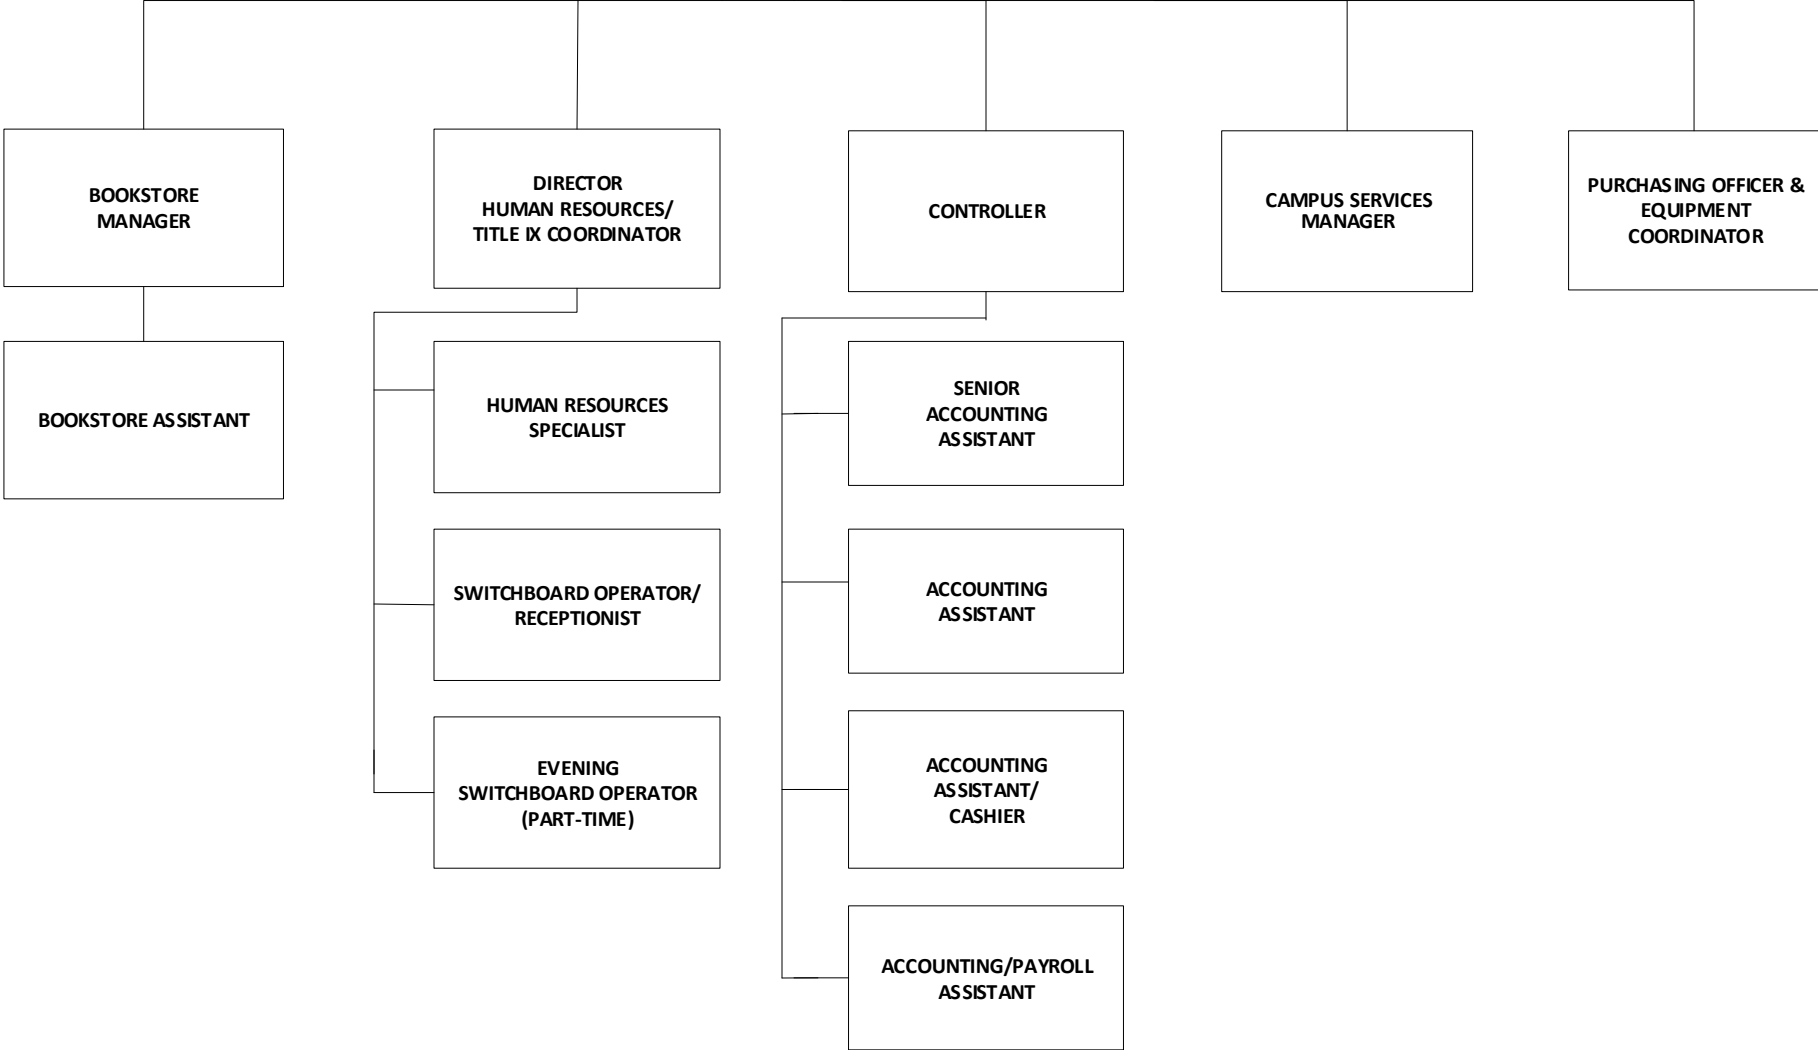 BOOKSTORE
MANAGER
DIRECTOR
HUMAN RESOURCES/
TITLE IX COORDINATOR
CONTROLLER
CAMPUS SERVICES
MANAGER
PURCHASING OFFICER &
EQUIPMENT
COORDINATOR
BOOKSTORE ASSISTANT
HUMAN RESOURCES
SPECIALIST
SWITCHBOARD OPERATOR/
RECEPTIONIST
EVENING
SWITCHBOARD OPERATOR
(PART-TIME)
SENIOR
ACCOUNTING
ASSISTANT
ACCOUNTING
ASSISTANT
ACCOUNTING
ASSISTANT/
CASHIER
ACCOUNTING/PAYROLL
ASSISTANT